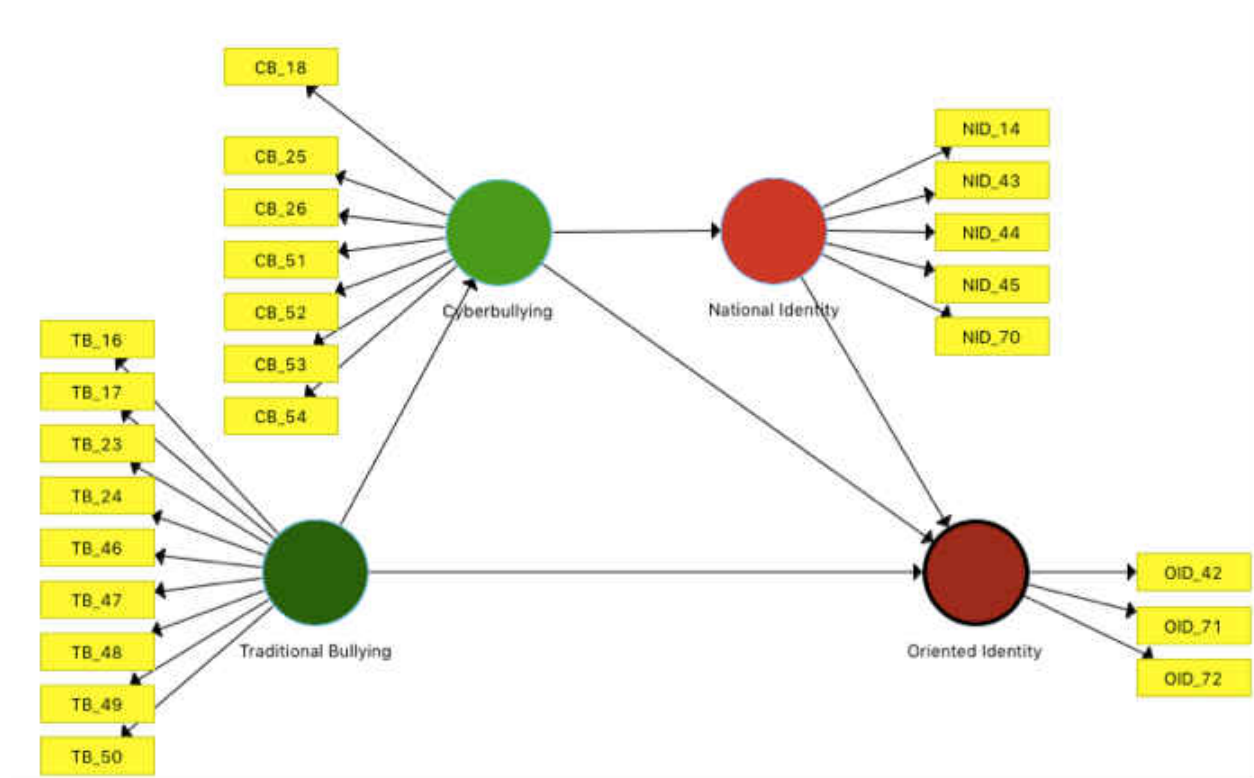 CB_18
CB_25
CB_26
CB_51
CB_52
CB_53
CB_54
Cyberbullying
NID_14
NID_43
NID_44
NID_45
NID_70
National Identity
TB_16
TB_17
TB_23
TB_24
TB_46
TB_47
TB_48
TB_49
TB_50
Traditional Bullying
Oriented Identity
OID_42
OID_71
OID_72